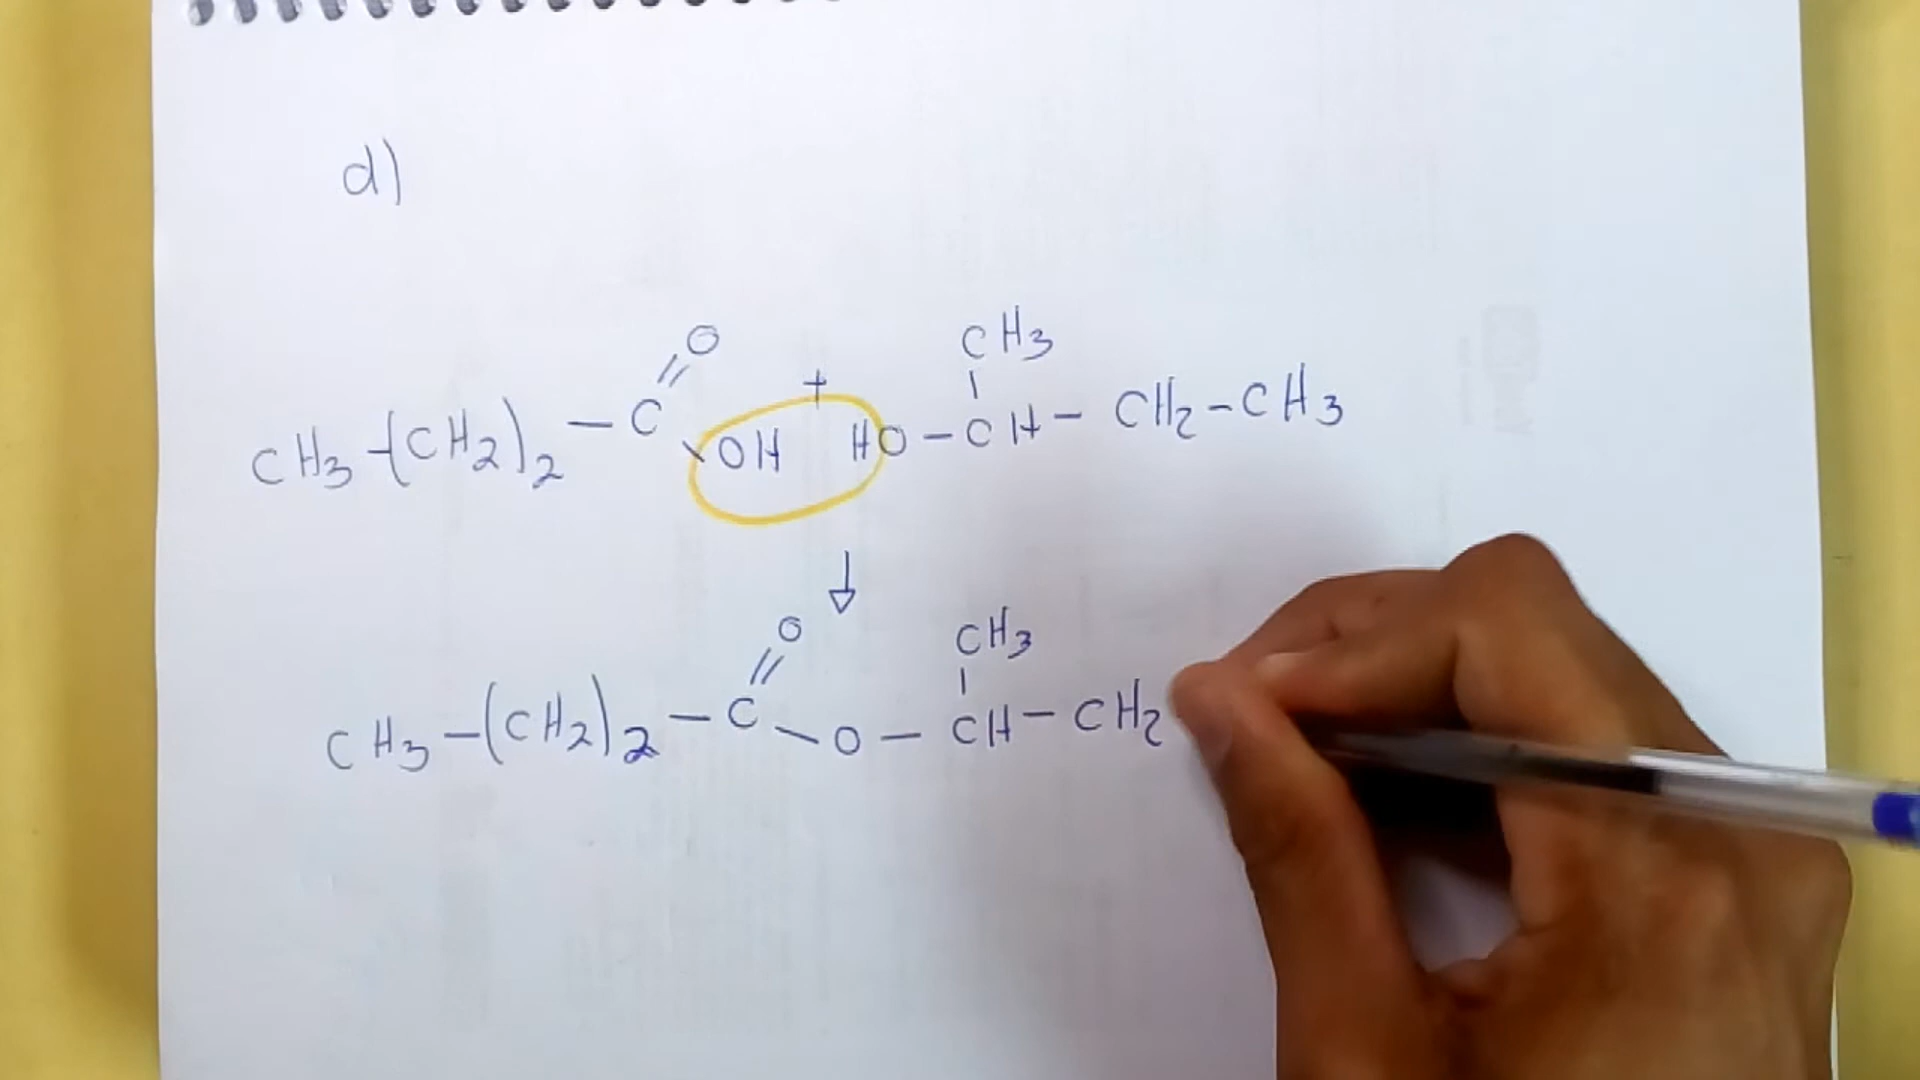 d)
O CH3
+
CH3-(CH2)2-C OH HO-CH-CH2-CH3
O CH3
CH3-(CH2)2-C-O-CH-CH2